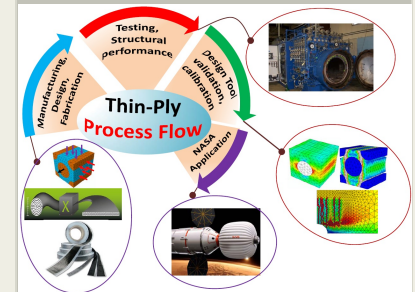 Manufacturing,
Design,
Fabrication
Testing,
Structural
performance
Design Tool
validation,
calibration
NASA
Application
Thin-Ply
Process Flow